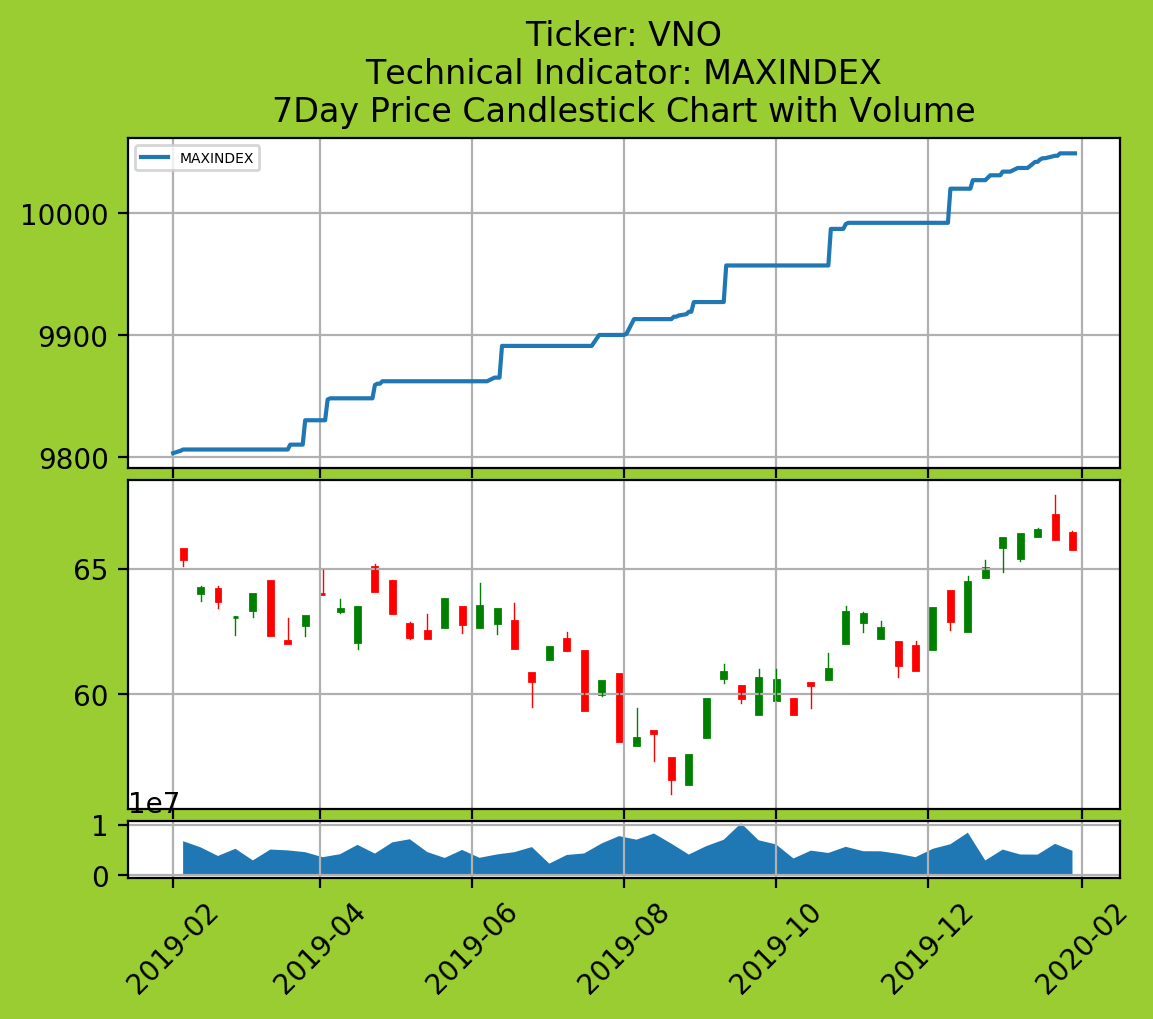 Ticker: VNO
Technical Indicator: MAXINDEX
7Day Price Candlestick Chart with Volume
MAXINDEX
10000
9900
9800
65
60
1e7
1
0
2019-02
2019-04
2019-06
2019-08
2019-10
2019-12
2020-02